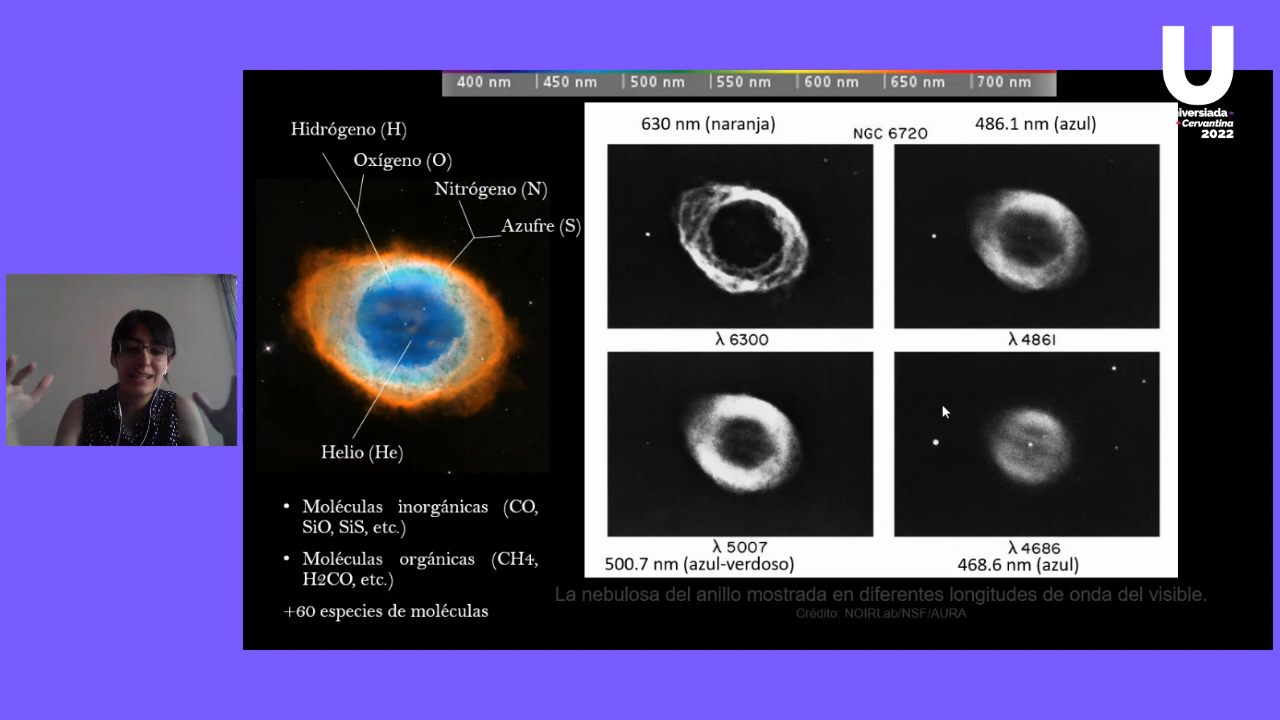 400 nm 450 nm 500 nm 550 nm 600 nm 650 nm 700 nm
U
iversiada
Cervantina
2022
Hidrógeno (H)
Oxígeno (O)
Nitrógeno (N)
Azufre (S)
Helio (He)
• Moléculas inorgánicas (CO,
SiO, SiS, etc.)
• Moléculas orgánicas (CH4,
H2CO, etc.)
+60 especies de moléculas
630 nm (naranja)
NGC 6720
486.1 nm (azul)
λ 6300
λ 4861
λ 5007
λ 4686
500.7 nm (azul-verdoso)
468.6 nm (azul)
La nebulosa del anillo mostrada en diferentes longitudes de onda del visible.
Crédito: NOIRLab/NSF/AURA